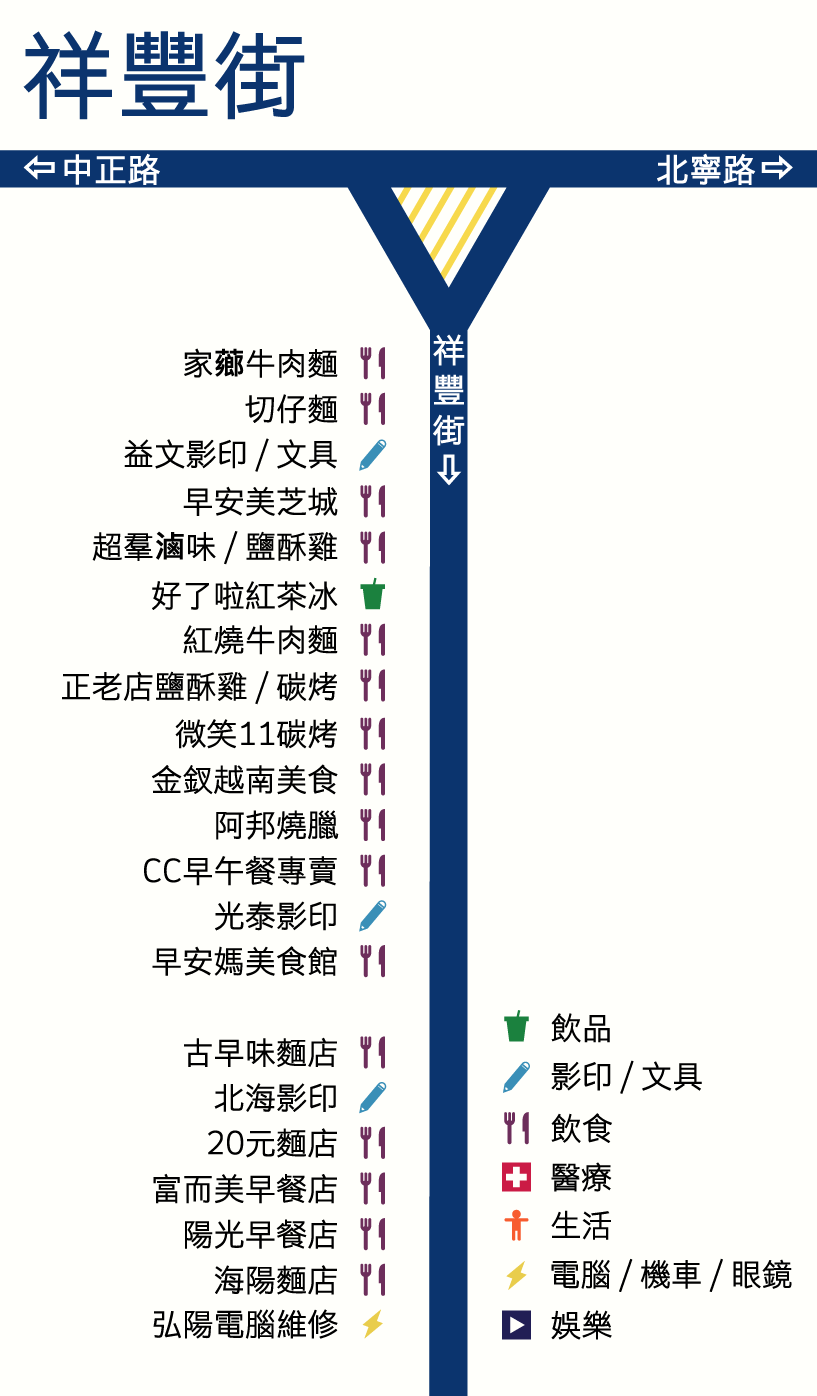 祥豐街
中正路
北寧路
祥豐街
家薌牛肉麵
切仔麵
益文影印 / 文具
早安美芝城
超羣滷味 / 鹽酥雞
好了啦紅茶冰
紅燒牛肉麵
正老店鹽酥雞 / 碳烤
微笑11碳烤
金釵越南美食
阿邦燒臘
CC早午餐專賣
光泰影印
早安媽美食館
古早味麵店
北海影印
20元麵店
富而美早餐店
陽光早餐店
海陽麵店
弘陽電腦維修
飲品
影印 / 文具
飲食
醫療
生活
電腦 / 機車 / 眼鏡
娛樂